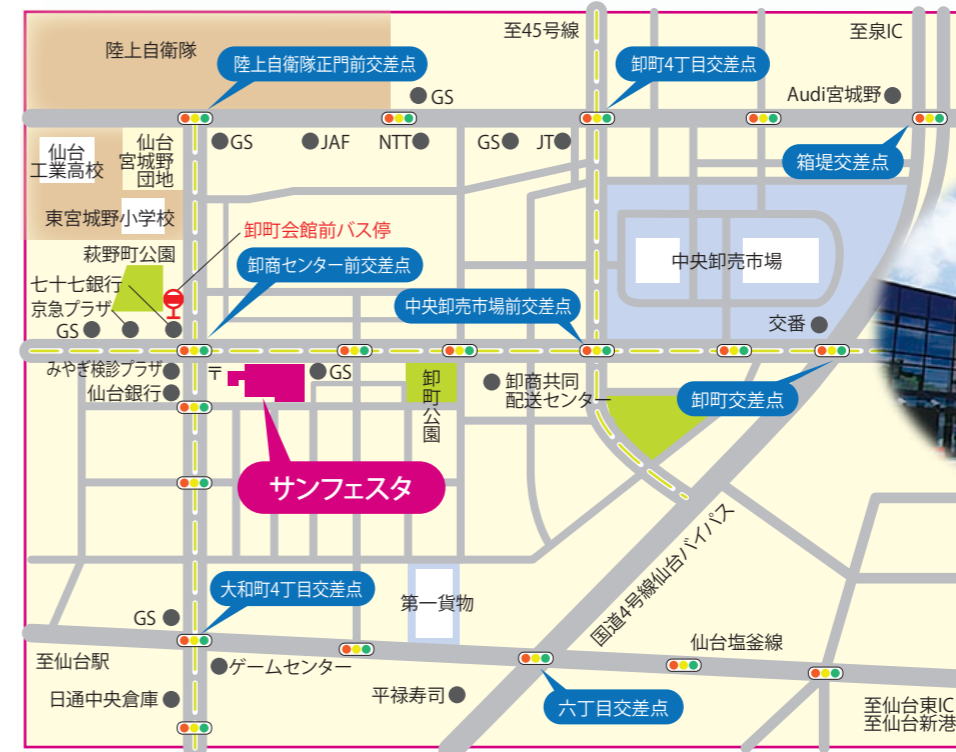 至45号線
至泉IC
陸上自衛隊
陸上自衛隊正門前交差点
卸町4丁目交差点
GS
Audi宮城野
GS
JAF
NTT
GS
JT
箱堤交差点
仙台
工業高校
仙台
宮城野
団地
東宮城野小学校
卸町会館前バス停
萩野町公園
卸商センター前交差点
中央卸売市場
七十七銀行
京急プラザ
中央卸売市場前交差点
GS
交番
みやぎ検診プラザ
仙台銀行
〒
GS
卸町公園
卸商共同
配送センター
卸町交差点
サンフェスタ
国道4号線仙台バイパス
大和町4丁目交差点
第一貨物
GS
仙台塩釜線
至仙台駅
ゲームセンター
日通中央倉庫
平禄寿司
六丁目交差点
至仙台東IC
至仙台新港